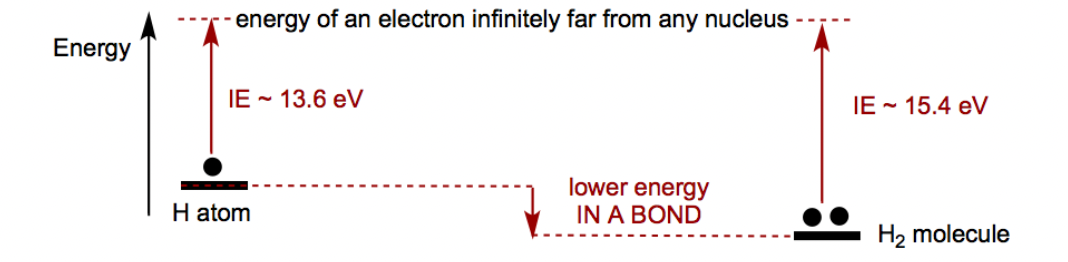 energy of an electron infinitely far from any nucleus
Energy
IE ~ 13.6 eV
IE ~ 15.4 eV
lower energy
IN A BOND
H atom
H₂ molecule